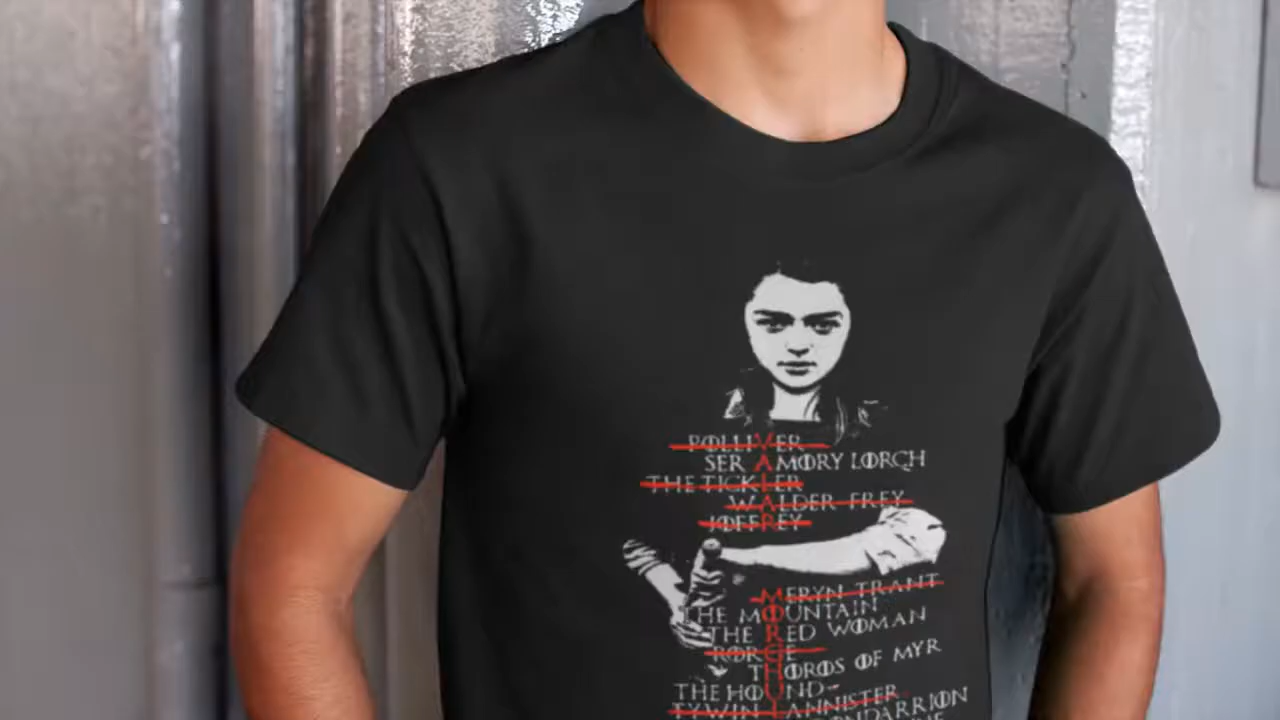 POLLIVER
SER AMORY LORCH
THE TICKLER
WALDER FREY
JOFFREY
MERYN TRANT
THE MOUNTAIN
THE RED WOMAN
RORGE
THOROS OF MYR
THE HOUND
TYWIN LANNISTER